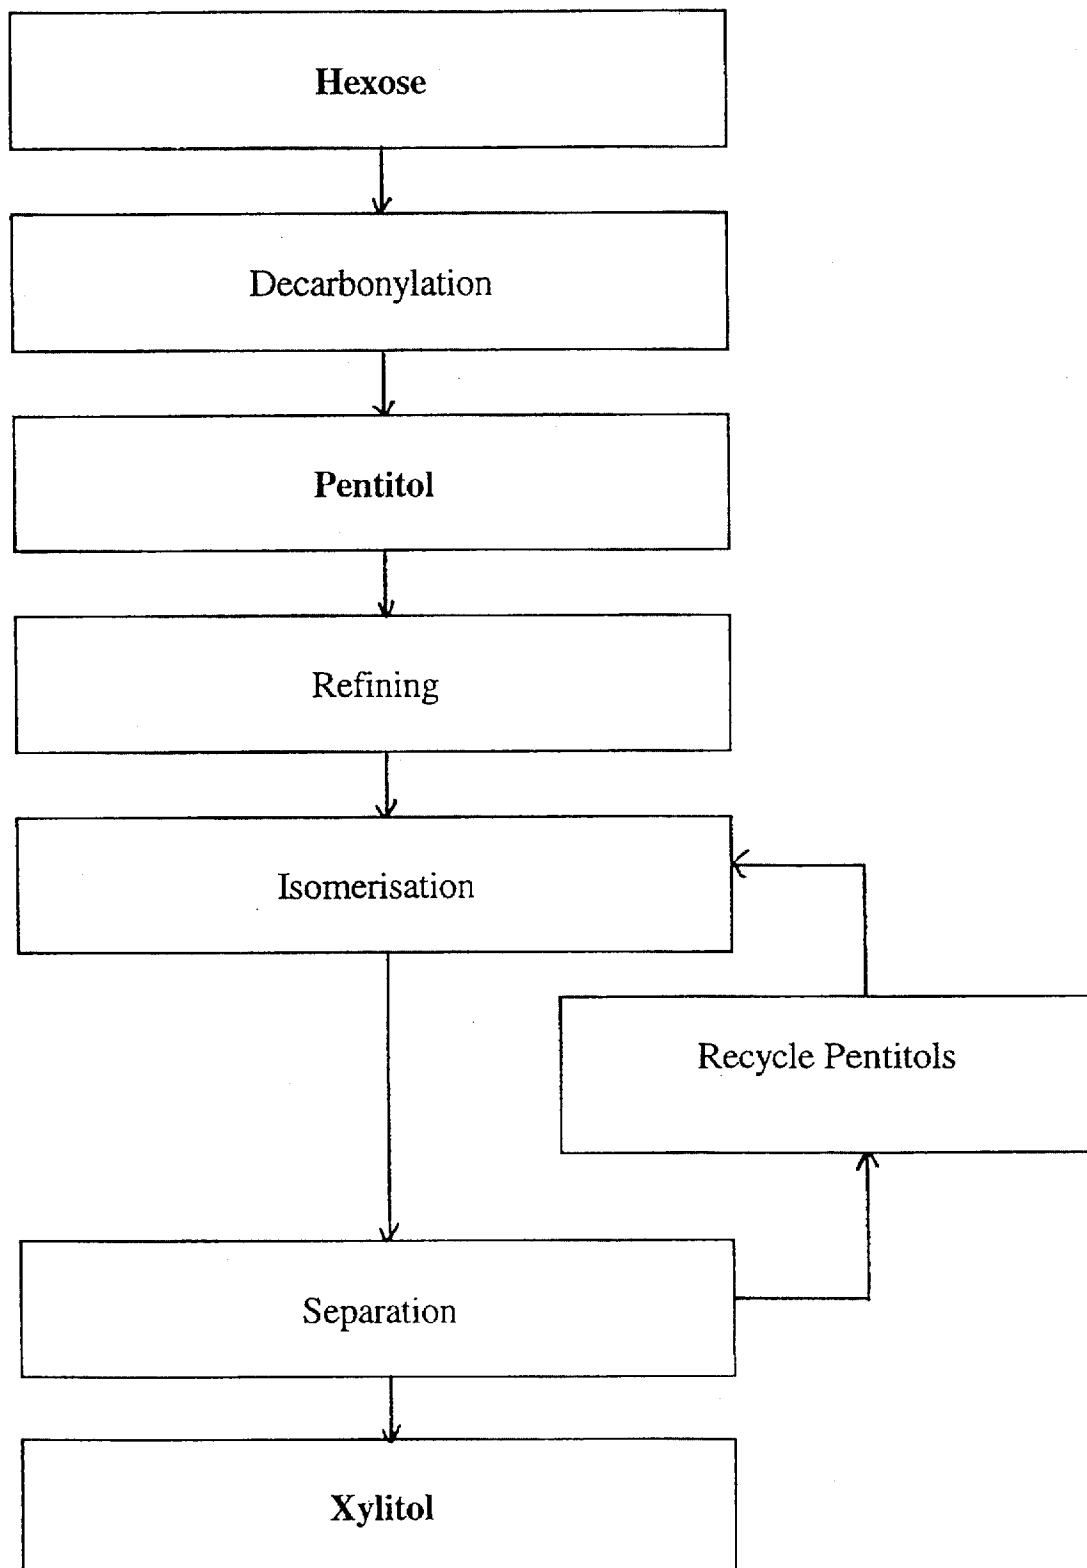 Hexose
Decarbonylation
Pentitol
Refining
Isomerisation
Recycle Pentitols
Separation
Xylitol